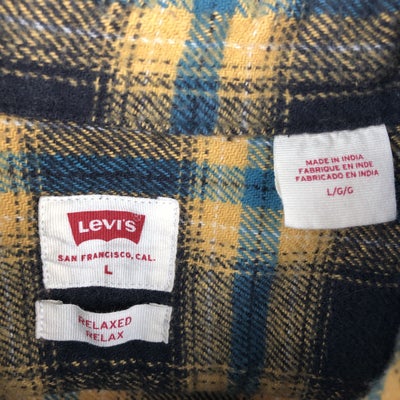 Levi's
SAN FRANCISCO, CAL.
L
RELAXED
RELAX
MADE IN INDIA
FABRIQUE EN INDE
FABRICADO EN INDIA
L/G/G